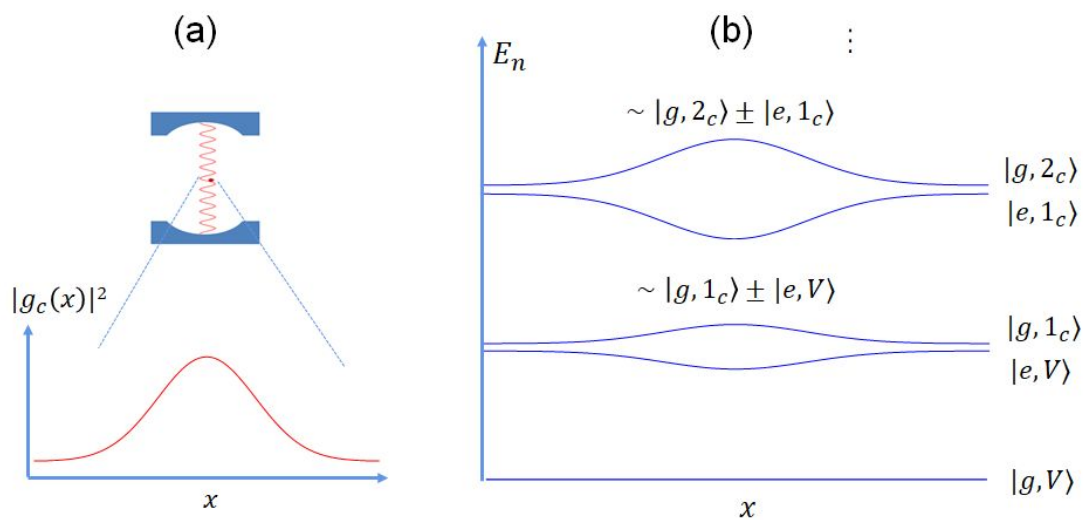 (a)
|g_c(x)|²
x
(b)
⋮
E_n
~ |g, 2_c⟩ ± |e, 1_c⟩
|g, 2_c⟩
|e, 1_c⟩
~ |g, 1_c⟩ ± |e, V⟩
|g, 1_c⟩
|e, V⟩
|g, V⟩
x